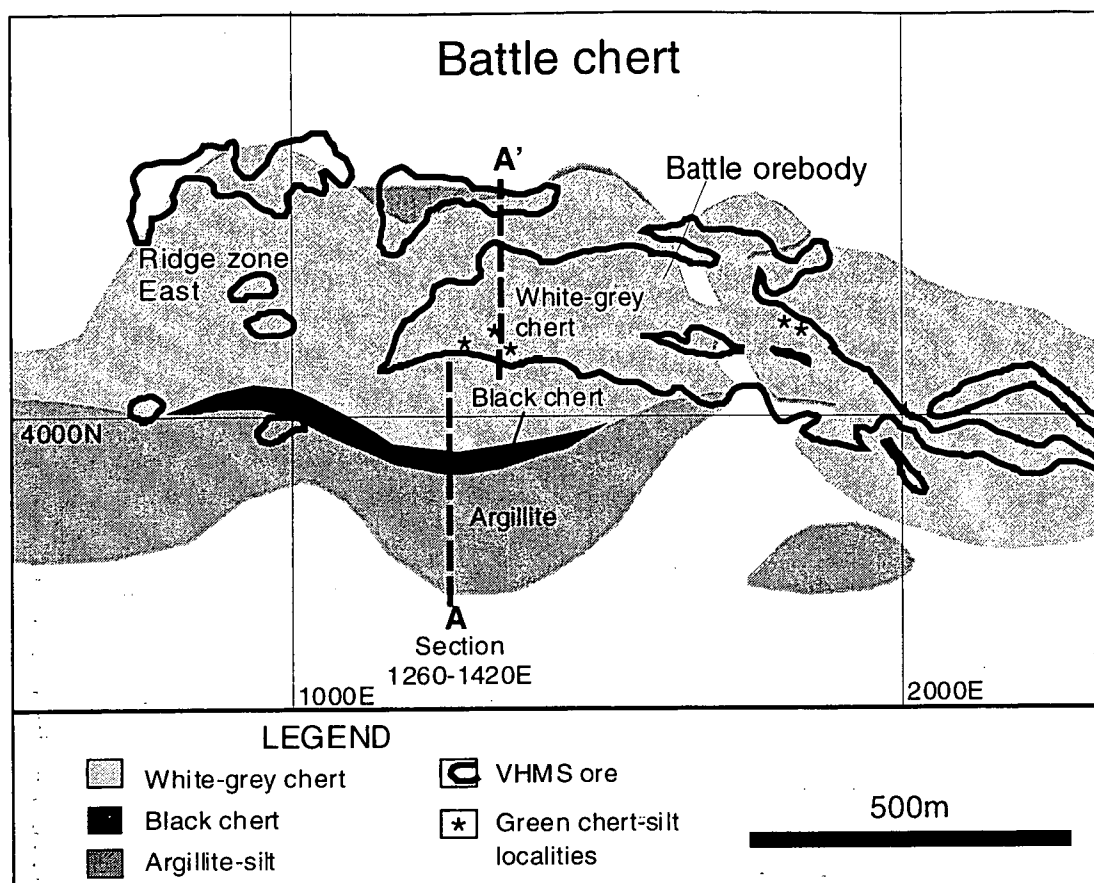 Battle chert
A'
Battle orebody
Ridge zone
East
White-grey
chert
Black chert
4000N
Argillite
A
Section
1260-1420E
1000E
2000E
LEGEND
White-grey chert
Black chert
Argillite-silt
VHMS ore
* Green chert-silt
localities
500m